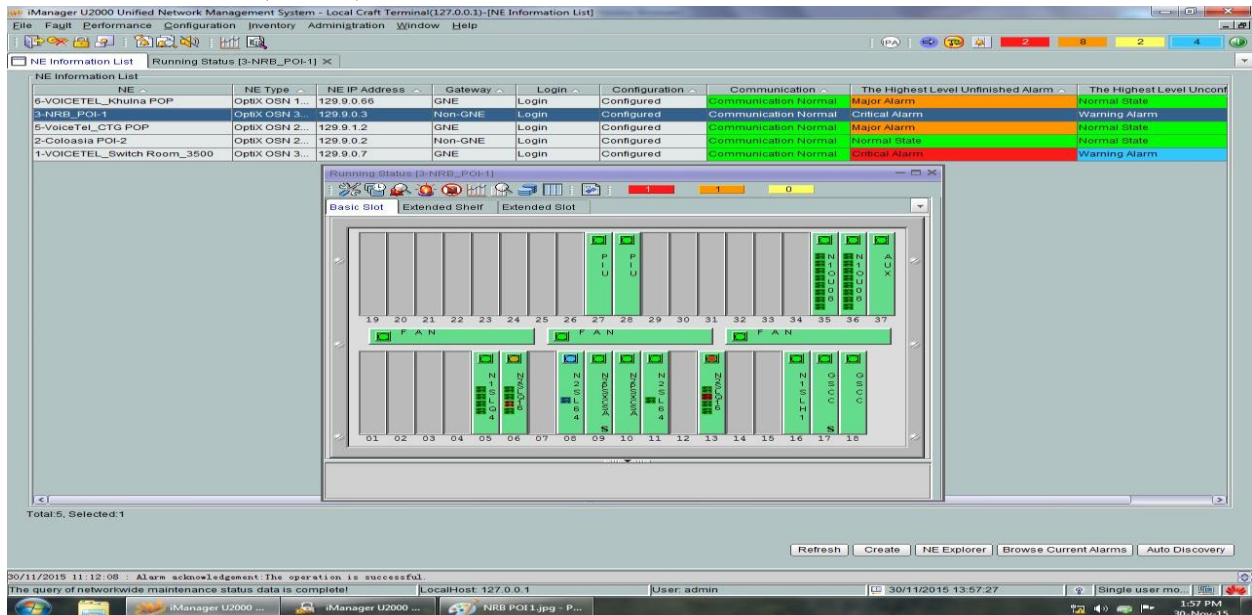 iManager U2000 Unified Network Management System - Local Craft Terminal(127.0.0.1)-[NE Information List]
File Fault Performance Configuration Inventory Administration Window Help
2 8 2 4
NE Information List Running Status [3-NRB_POI-1]
NE Information List
NE NE Type NE IP Address Gateway Login Configuration Communication The Highest Level Unfinished Alarm The Highest Level Unconf
6-VOICETEL_Khulna POP OptiX OSN 1... 129.9.0.66 GNE Login Configured Communication Normal Major Alarm Normal State
3-NRB_POI-1 OptiX OSN 3... 129.9.0.3 Non-GNE Login Configured Communication Normal Critical Alarm Warning Alarm
5-VoiceTel_CTG POP OptiX OSN 2... 129.9.1.2 GNE Login Configured Communication Normal Major Alarm Normal State
2-Coloasia POI-2 OptiX OSN 2... 129.9.0.2 Non-GNE Login Configured Communication Normal Normal State Normal State
1-VOICETEL_Switch Room_3500 OptiX OSN 3... 129.9.0.7 GNE Login Configured Communication Normal Critical Alarm Warning Alarm
Running Status [3-NRB_POI-1]
1 1 0
Basic Slot Extended Shelf Extended Slot
PIU PIU N1OU08 N1OU08 AUX
19 20 21 22 23 24 25 26 27 28 29 30 31 32 33 34 35 36 37
FAN FAN FAN
N1SLQ4 N2SL64 N2SL64 N1SLH1 GSCC GSCC
S S
01 02 03 04 05 06 07 08 09 10 11 12 13 14 15 16 17 18
Total:5, Selected:1
Refresh Create NE Explorer Browse Current Alarms Auto Discovery
30/11/2015 11:12:08 : Alarm acknowledgement:The operation is successful.
The query of networkwide maintenance status data is complete! LocalHost: 127.0.0.1 User: admin 30/11/2015 13:57:27 Single user mo...
iManager U2000 ... iManager U2000 ... NRB POI 1.jpg - P... 1:57 PM
30-Nov-15